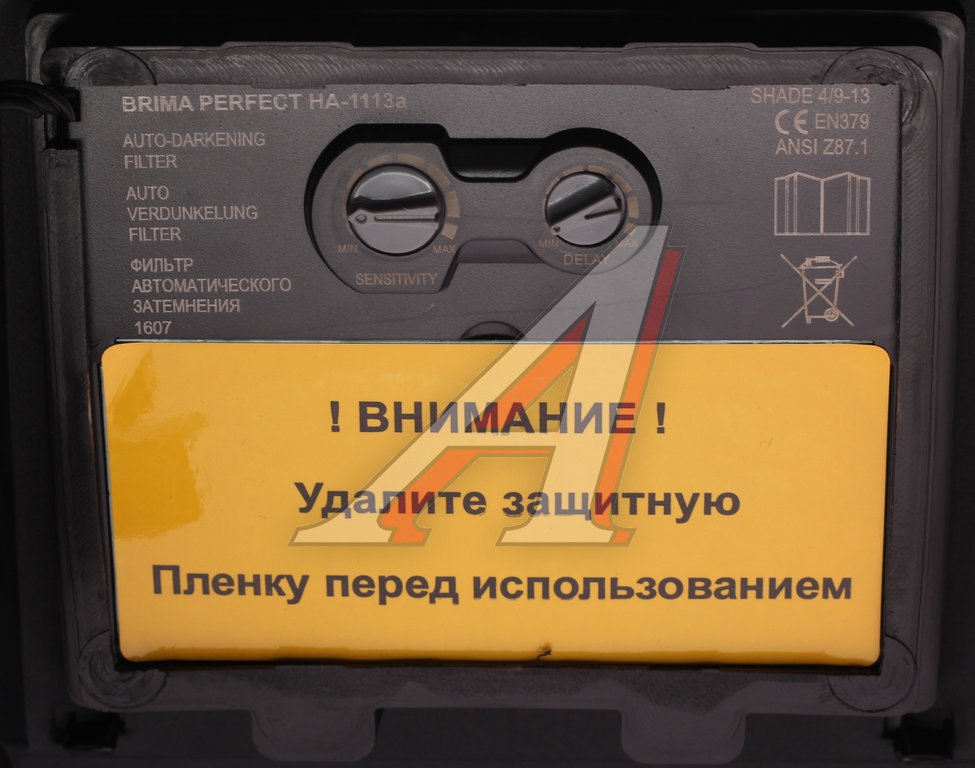 BRIMA PERFECT HA-1113a
AUTO-DARKENING
FILTER
AUTO
VERDUNKELUNG
FILTER
ФИЛЬТР
АВТОМАТИЧЕСКОГО
ЗАТЕМНЕНИЯ
1607
MIN
MAX
SENSITIVITY
MIN
MAX
DELAY
SHADE 4/9-13
CE EN379
ANSI Z87.1
! ВНИМАНИЕ !
Удалите защитную
Пленку перед использованием